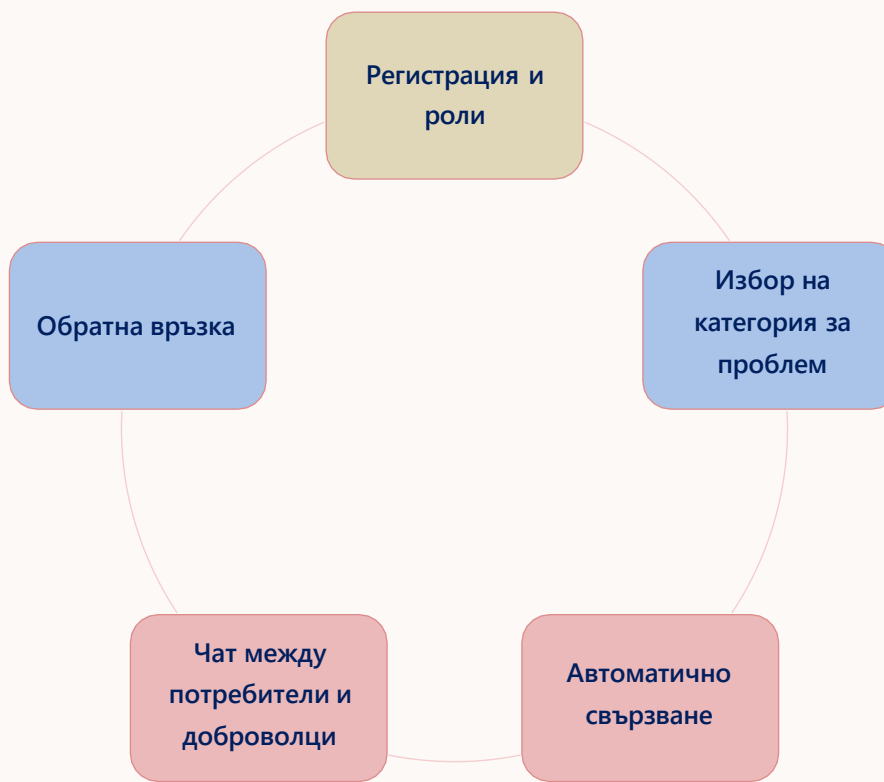 Регистрация и
роли
Избор на
категория за
проблем
Автоматично
свързване
Чат между
потребители и
доброволци
Обратна връзка